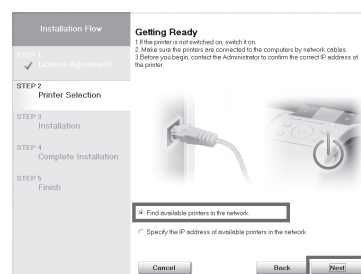 Installation Flow
STEP 1
License Agreement
STEP 2
Printer Selection
STEP 3
Installation
STEP 4
Complete Installation
STEP 5
Finish
Getting Ready
1.If the printer is not switched on, switch it on.
2. Make sure the printers are connected to the computers by network cables.
3.Before you begin, contact the Administrator to confirm the correct IP address of
the printer.
Find available printers in the network.
Specify the IP address of available printers in the network.
Cancel
Back
Next